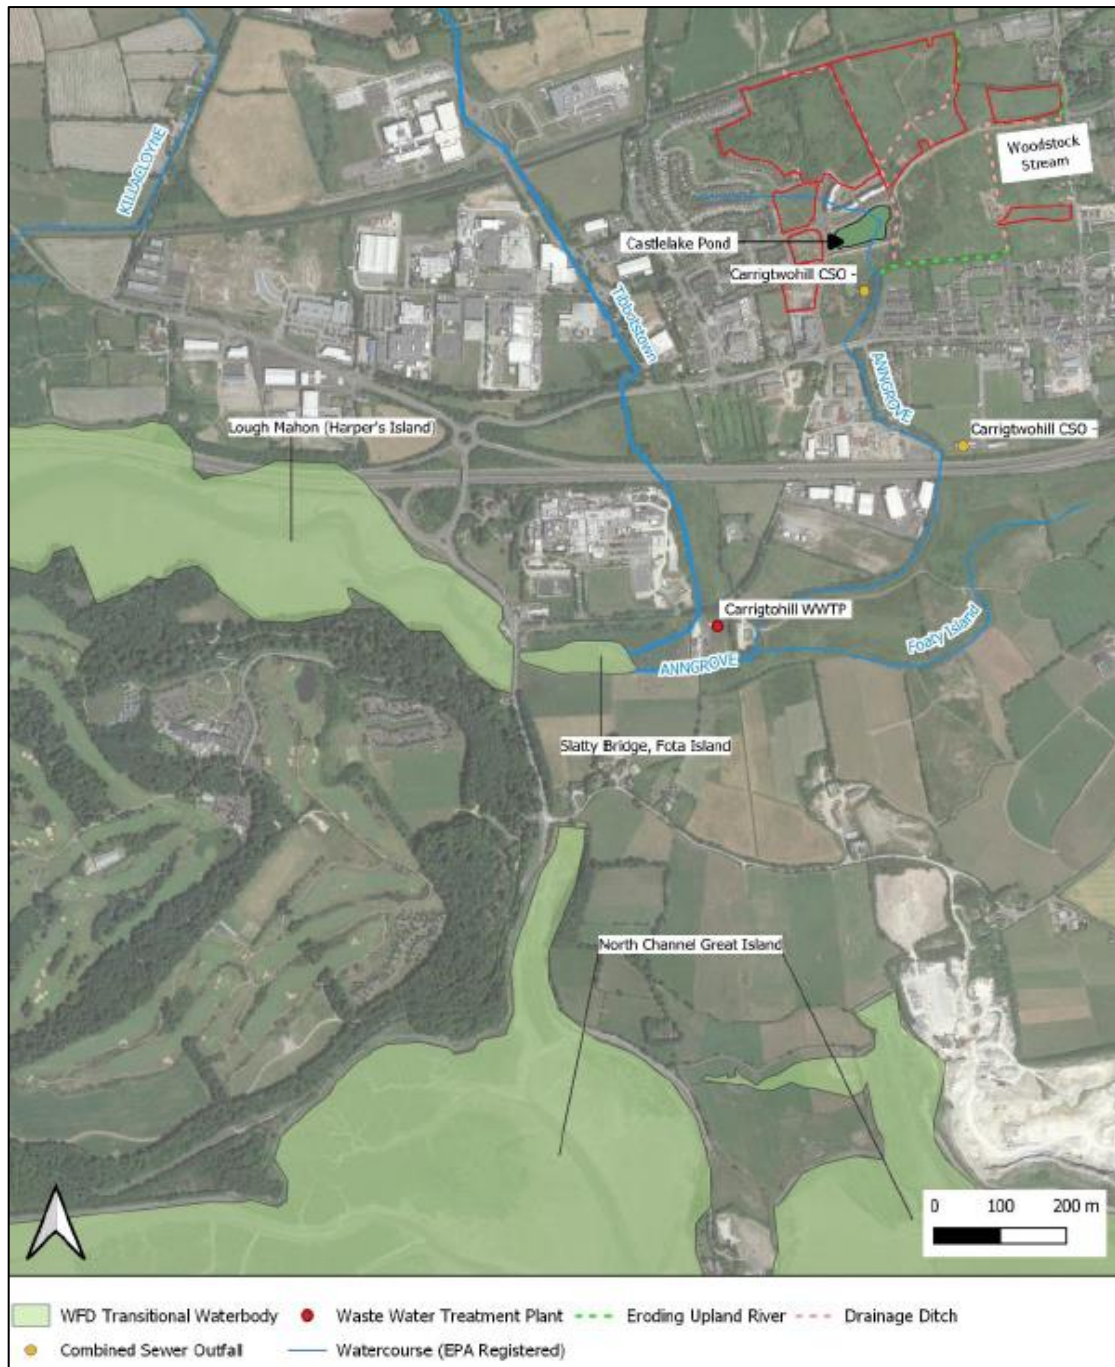 KILLACLOYNE
Woodstock
Stream
Castlelake Pond
Carrigtwohill CSO -
Tibbotstown
ANNGROVE
Lough Mahon (Harper's Island)
Carrigtwohill CSO -
Carrigtohill WWTP
Foaty Island
ANNGROVE
Slatty Bridge, Fota Island
North Channel Great Island
0 100 200 m
WFD Transitional Waterbody Waste Water Treatment Plant Eroding Upland River Drainage Ditch
Combined Sewer Outfall Watercourse (EPA Registered)